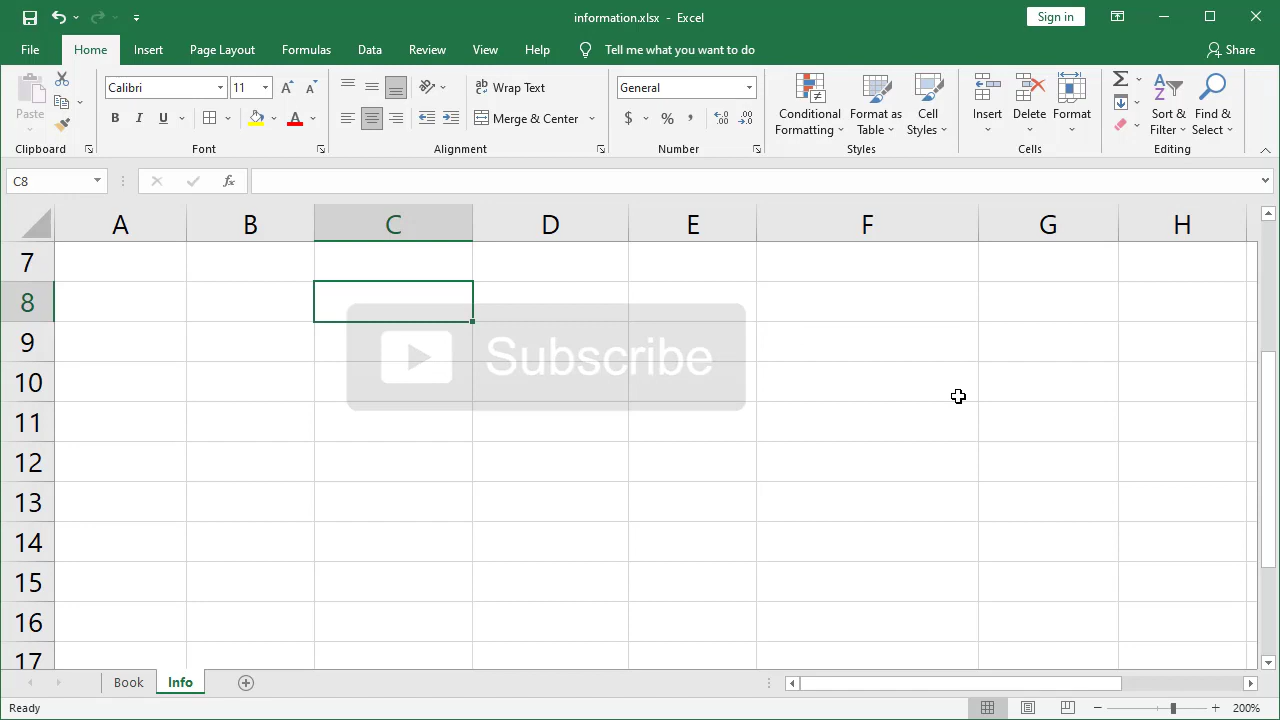 information.xlsx - Excel
Sign in
File Home Insert Page Layout Formulas Data Review View Help Tell me what you want to do Share
Paste
Clipboard
Calibri 11
B I U A
Font
Wrap Text
Merge & Center
Alignment
General
$ % , .0 .00
Number
Conditional Formatting
Format as Table
Cell Styles
Styles
Insert Delete Format
Cells
Sort & Filter
Find & Select
Editing
C8 fx
A B C D E F G H
7
8
9
10
11
12
13
14
15
16
17
Subscribe
Book Info
Ready 200%